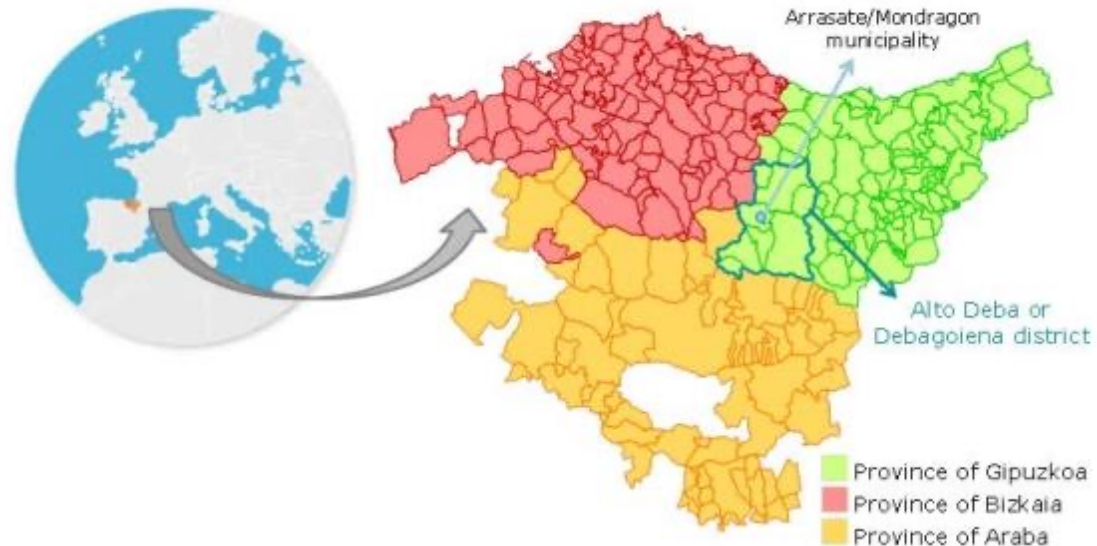 Arrasate/Mondragon
municipality
Alto Deba or
Debagoiena district
Province of Gipuzkoa
Province of Bizkaia
Province of Araba